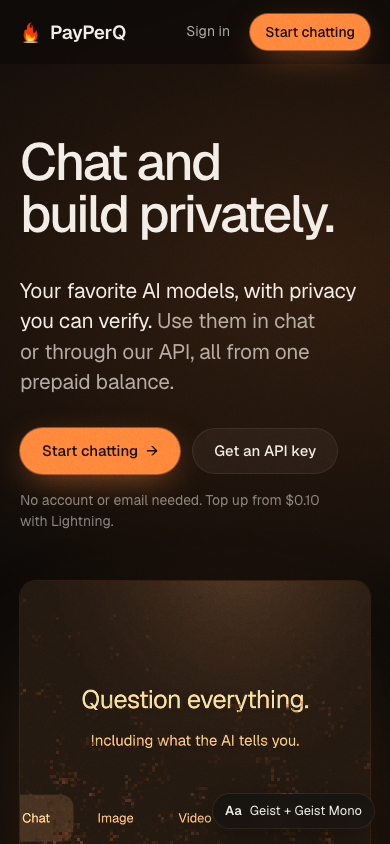 PayPerQ
Sign in
Start chatting
Chat and
build privately.
Your favorite AI models, with privacy
you can verify. Use them in chat
or through our API, all from one
prepaid balance.
Start chatting →
Get an API key
No account or email needed. Top up from $0.10
with Lightning.
Question everything.
Including what the AI tells you.
Chat
Image
Video
Aa Geist + Geist Mono